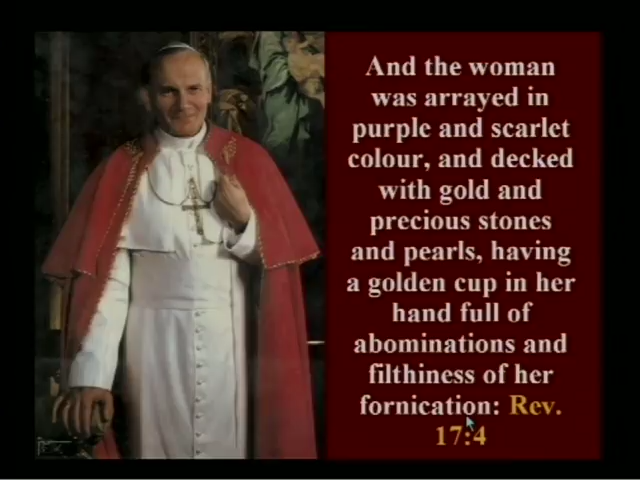 And the woman
was arrayed in
purple and scarlet
colour, and decked
with gold and
precious stones
and pearls, having
a golden cup in her
hand full of
abominations and
filthiness of her
fornication: Rev.
17:4